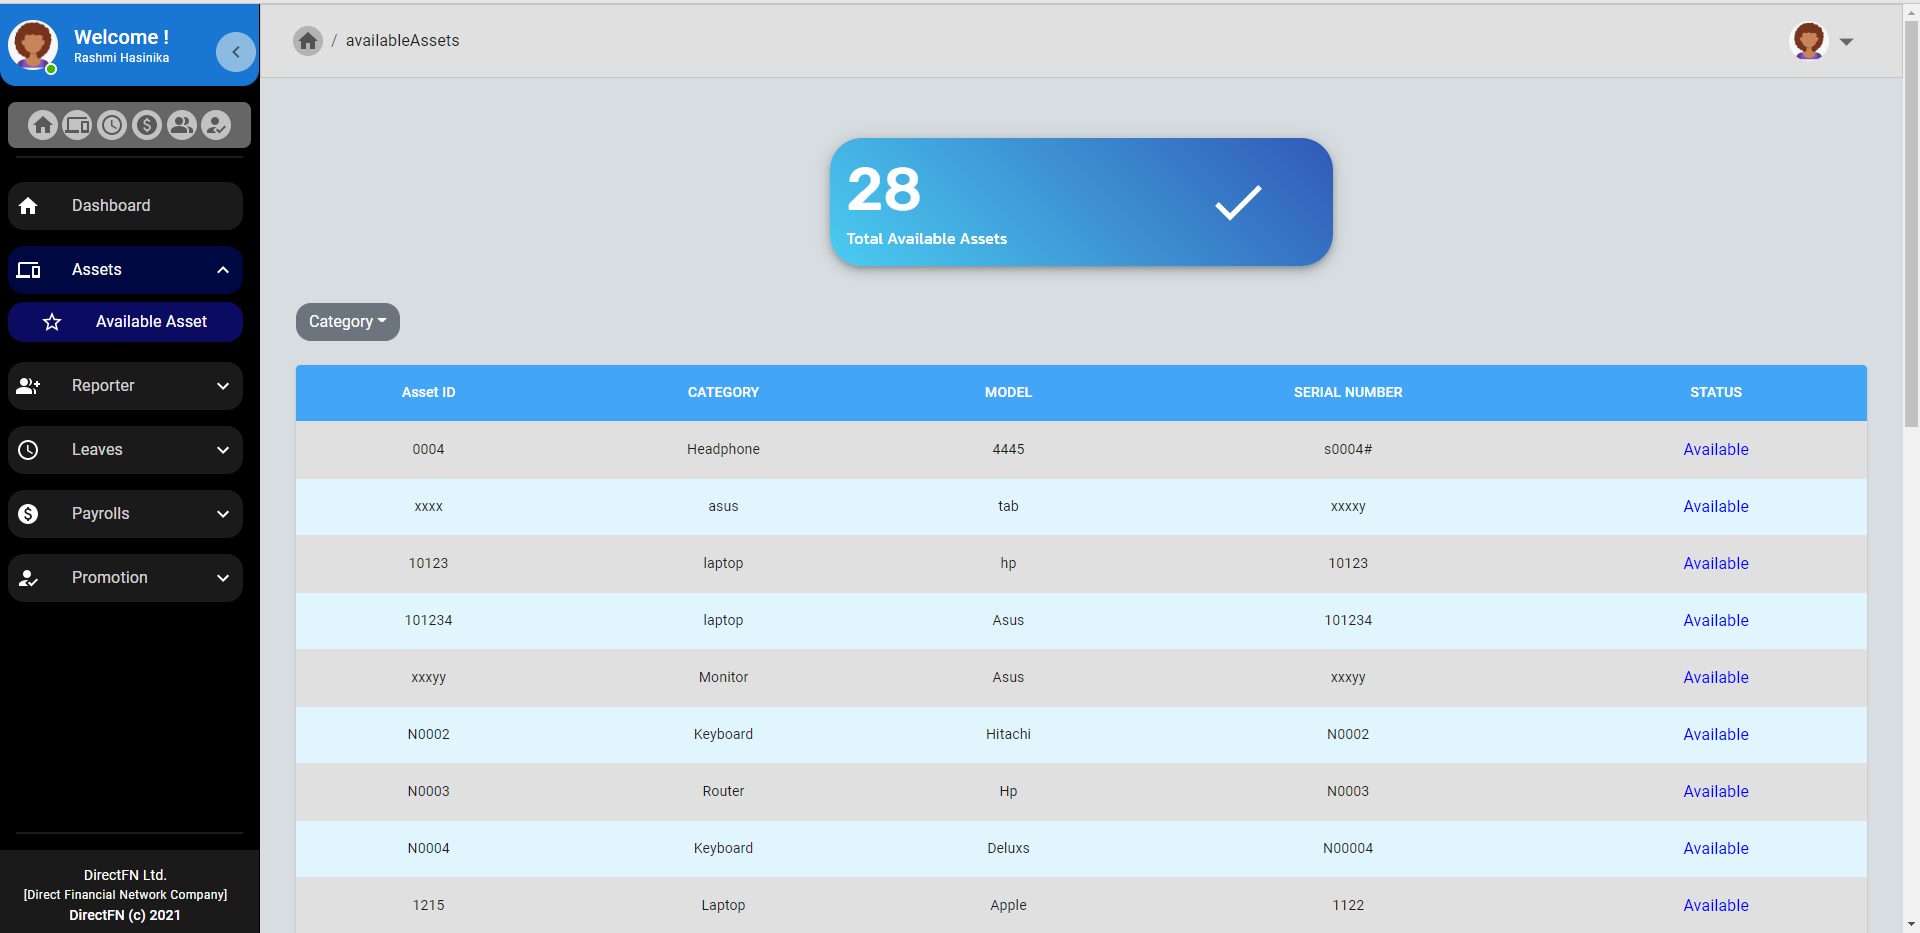 Welcome !
Rashmi Hasinika
/ availableAssets
Dashboard
Assets
Available Asset
Reporter
Leaves
Payrolls
Promotion
DirectFN Ltd.
[Direct Financial Network Company]
DirectFN (c) 2021
28
Total Available Assets
Category
Asset ID CATEGORY MODEL SERIAL NUMBER STATUS
0004 Headphone 4445 s0004# Available
xxxx asus tab xxxxy Available
10123 laptop hp 10123 Available
101234 laptop Asus 101234 Available
xxxyy Monitor Asus xxxyy Available
N0002 Keyboard Hitachi N0002 Available
N0003 Router Hp N0003 Available
N0004 Keyboard Deluxs N00004 Available
1215 Laptop Apple 1122 Available